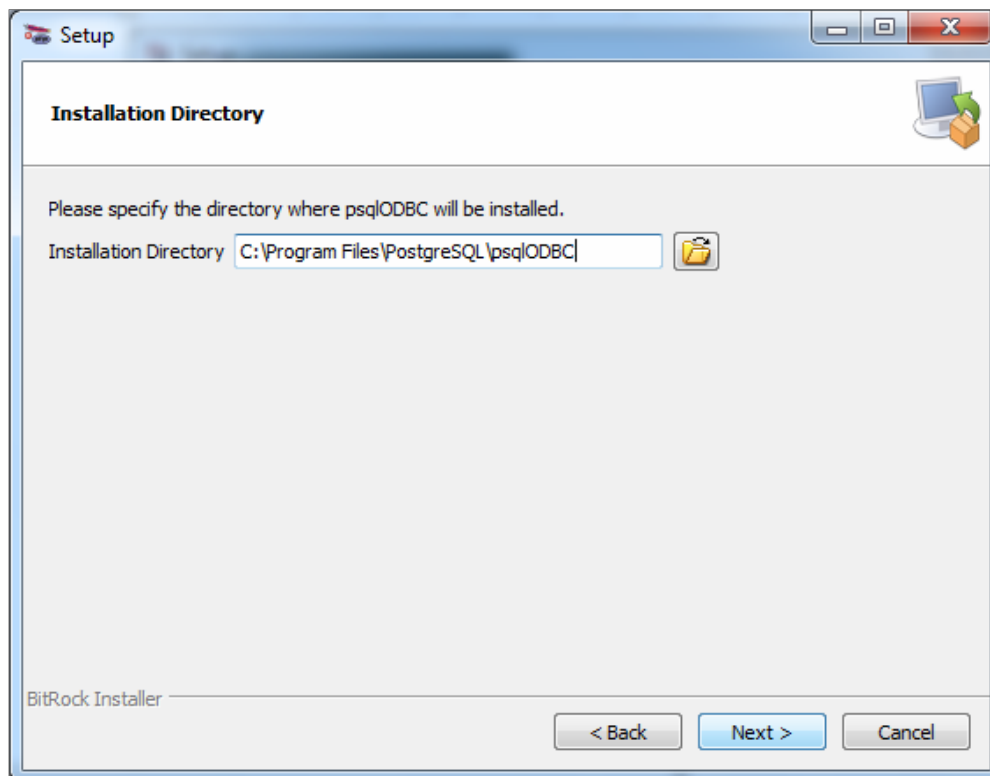 Setup
Installation Directory
Please specify the directory where psqlODBC will be installed.
Installation Directory C:\Program Files\PostgreSQL\psqlODBC
BitRock Installer
< Back Next > Cancel